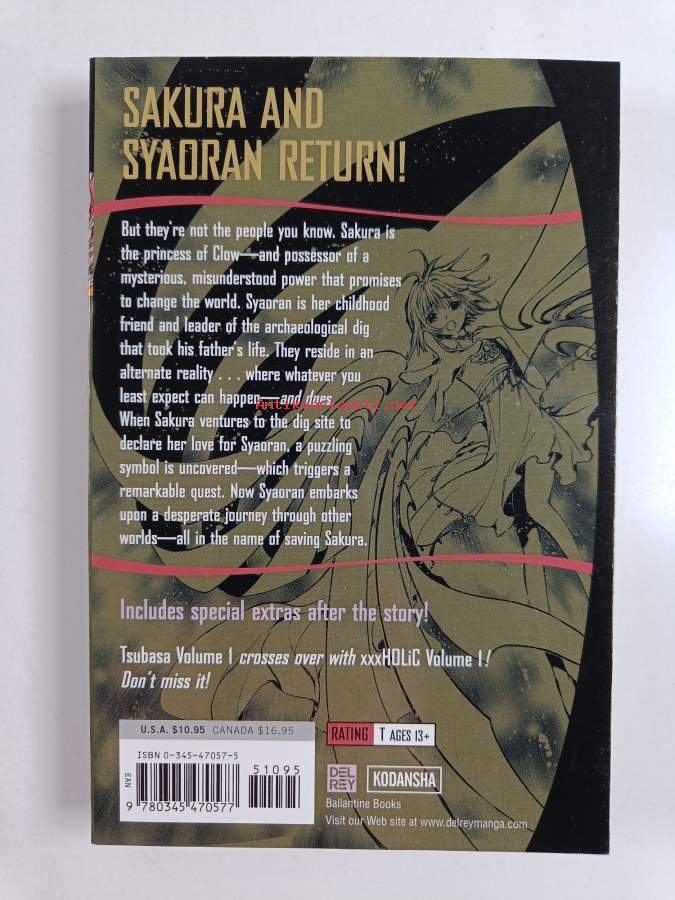 SAKURA AND
SYAORAN RETURN!
But they're not the people you know. Sakura is
the princess of Clow—and possessor of a
mysterious, misunderstood power that promises
to change the world. Syaoran is her childhood
friend and leader of the archaeological dig
that took his father's life. They reside in an
alternate reality . . . where whatever you
least expect can happen—and does.
When Sakura ventures to the dig site to
declare her love for Syaoran, a puzzling
symbol is uncovered—which triggers a
remarkable quest. Now Syaoran embarks
upon a desperate journey through other
worlds—all in the name of saving Sakura.
Includes special extras after the story!
Tsubasa Volume 1 crosses over with xxxHOLiC Volume 1!
Don't miss it!
U.S.A. $10.95 CANADA $16.95
ISBN 0-345-47057-5
51095
EAN
9 780345 470577
RATING T AGES 13+
DEL REY
KODANSHA
Ballantine Books
Visit our Web site at www.delreymanga.com
Antikvariaatti.net